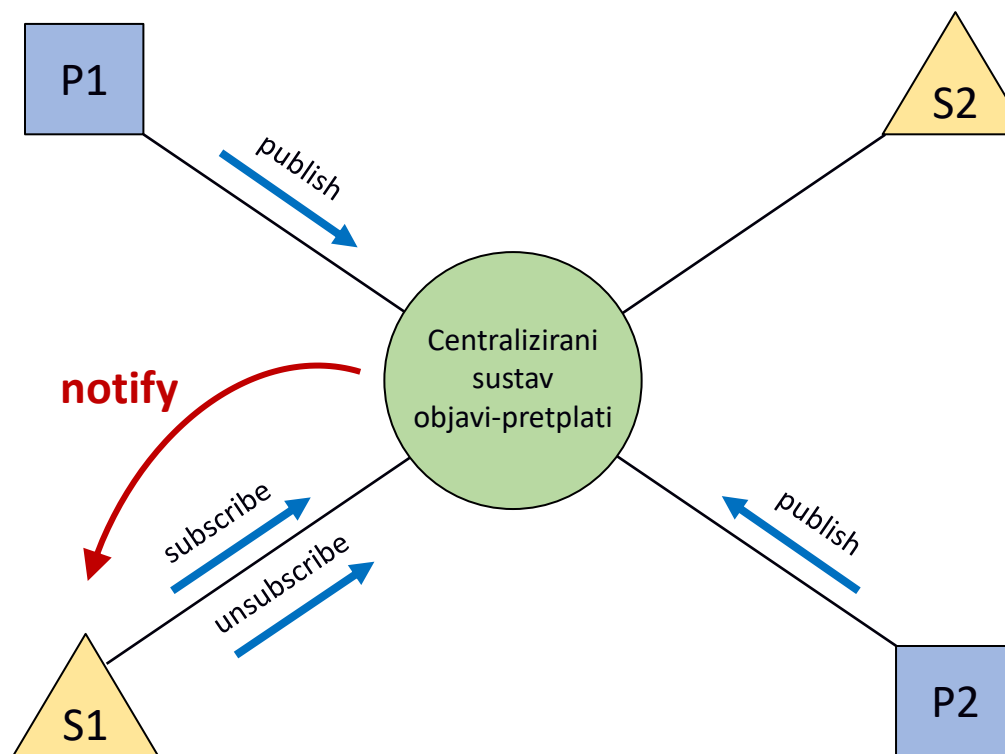 P1
S2
publish
Centralizirani
sustav
objavi-pretplati
notify
subscribe
unsubscribe
publish
S1
P2